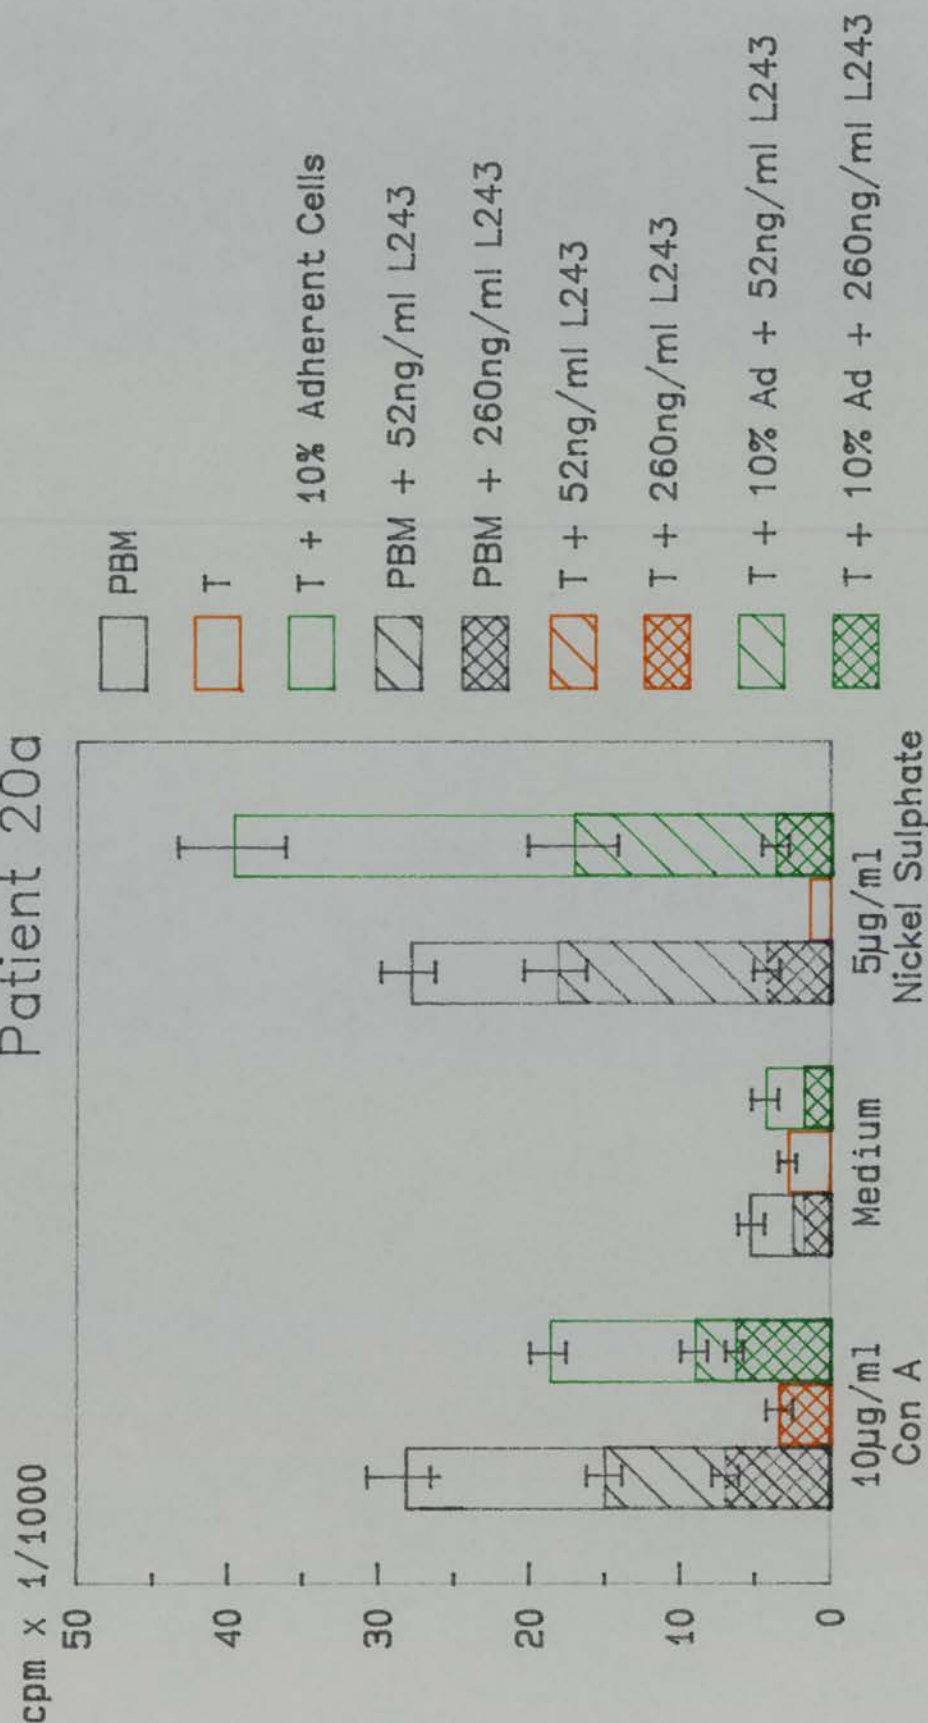 Patient 20a
cpm x 1/1000
50
40
30
20
10
0
10µg/ml
Con A
Medium
5µg/ml
Nickel Sulphate
PBM
T
T + 10% Adherent Cells
PBM + 52ng/ml L243
PBM + 260ng/ml L243
T + 52ng/ml L243
T + 260ng/ml L243
T + 10% Ad + 52ng/ml L243
T + 10% Ad + 260ng/ml L243